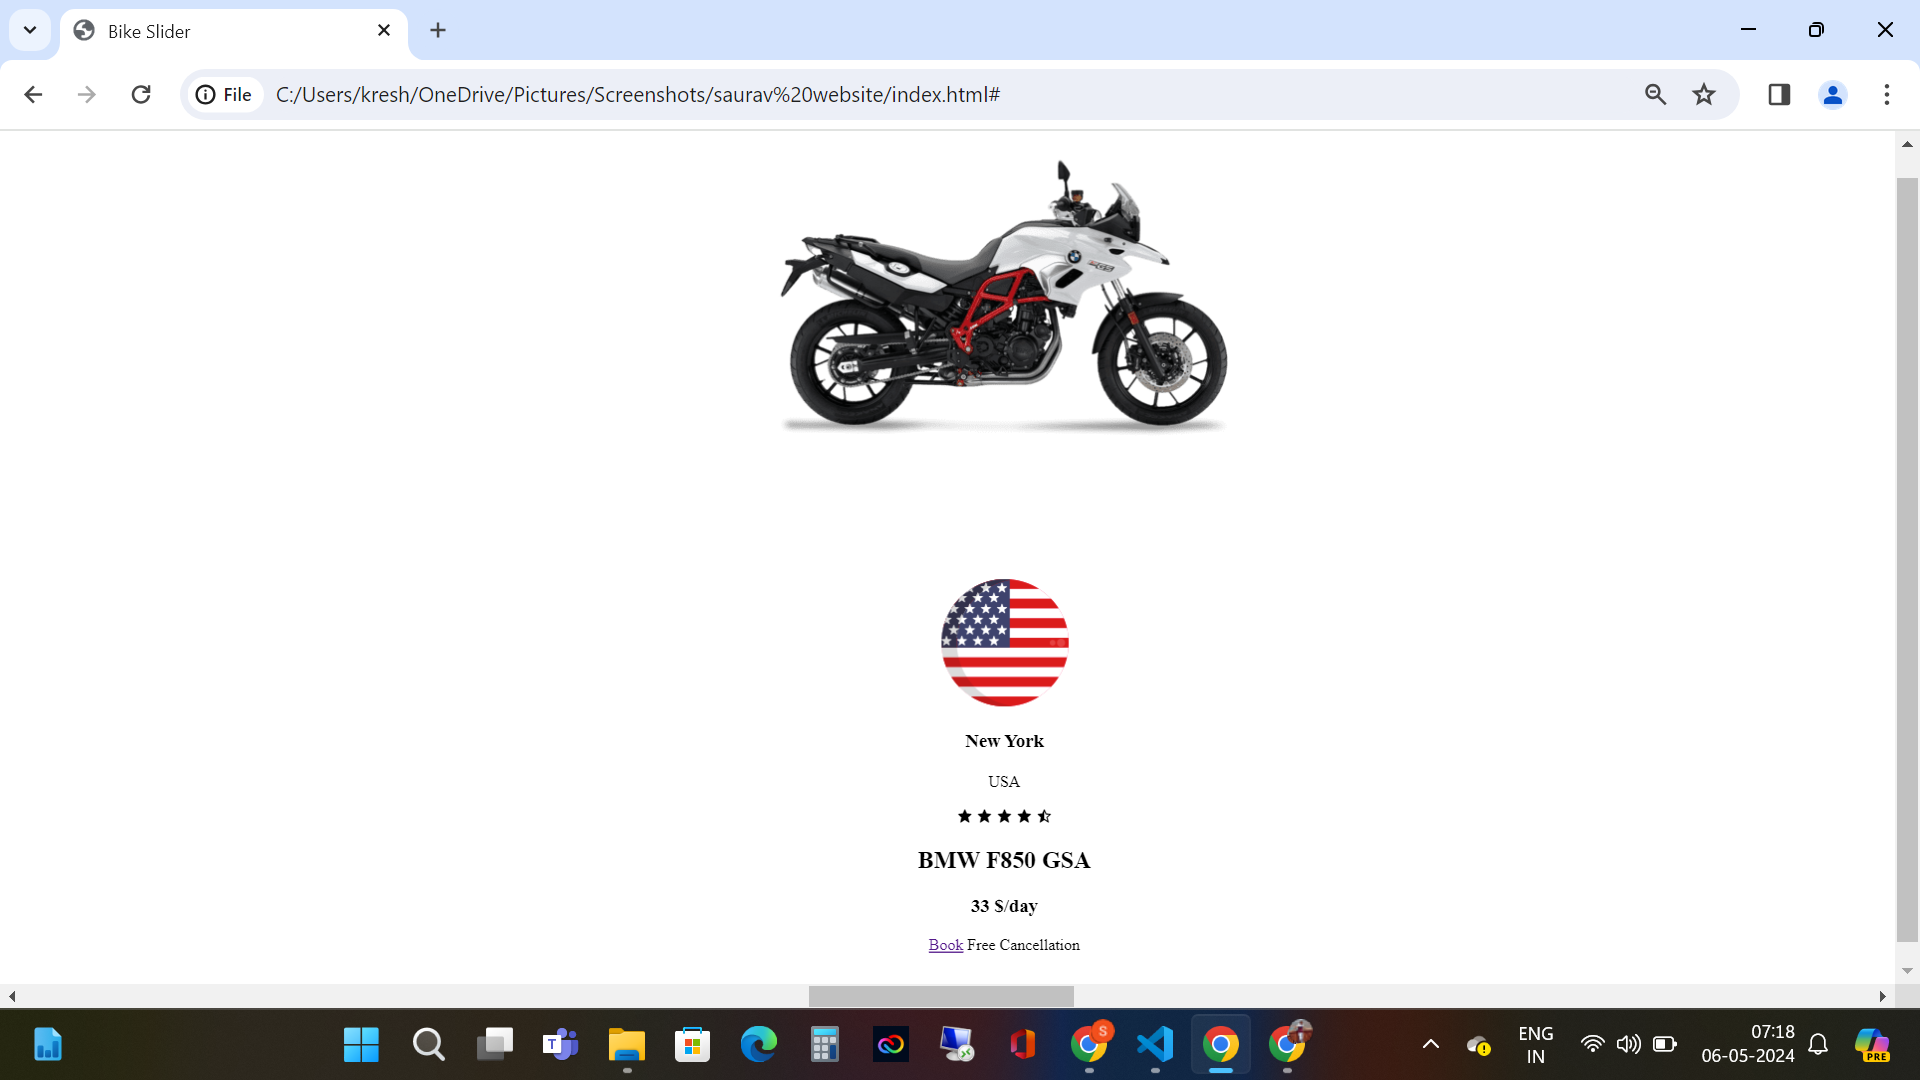 Bike Slider
File
C:/Users/kresh/OneDrive/Pictures/Screenshots/saurav%20website/index.html#
New York
USA
BMW F850 GSA
33 $/day
Book Free Cancellation
T
S
ENG
IN
07:18
06-05-2024
PRE